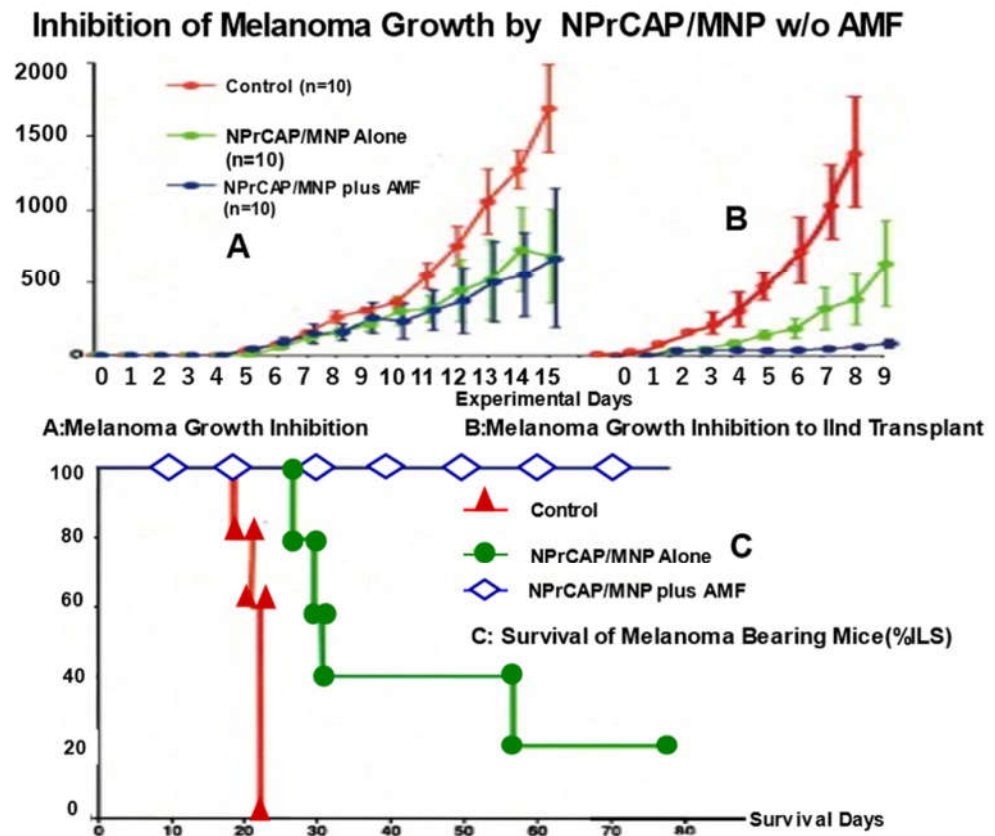 Inhibition of Melanoma Growth by NPrCAP/MNP w/o AMF
2000
1500
1000
500
0
Control (n=10)
NPrCAP/MNP Alone
(n=10)
NPrCAP/MNP plus AMF
(n=10)
A
B
0 1 2 3 4 5 6 7 8 9 10 11 12 13 14 15
0 1 2 3 4 5 6 7 8 9
Experimental Days
A:Melanoma Growth Inhibition
B:Melanoma Growth Inhibition to IInd Transplant
100
80
60
40
20
0
Control
NPrCAP/MNP Alone
C
NPrCAP/MNP plus AMF
C: Survival of Melanoma Bearing Mice(%ILS)
0 10 20 30 40 50 60 70 80
Survival Days